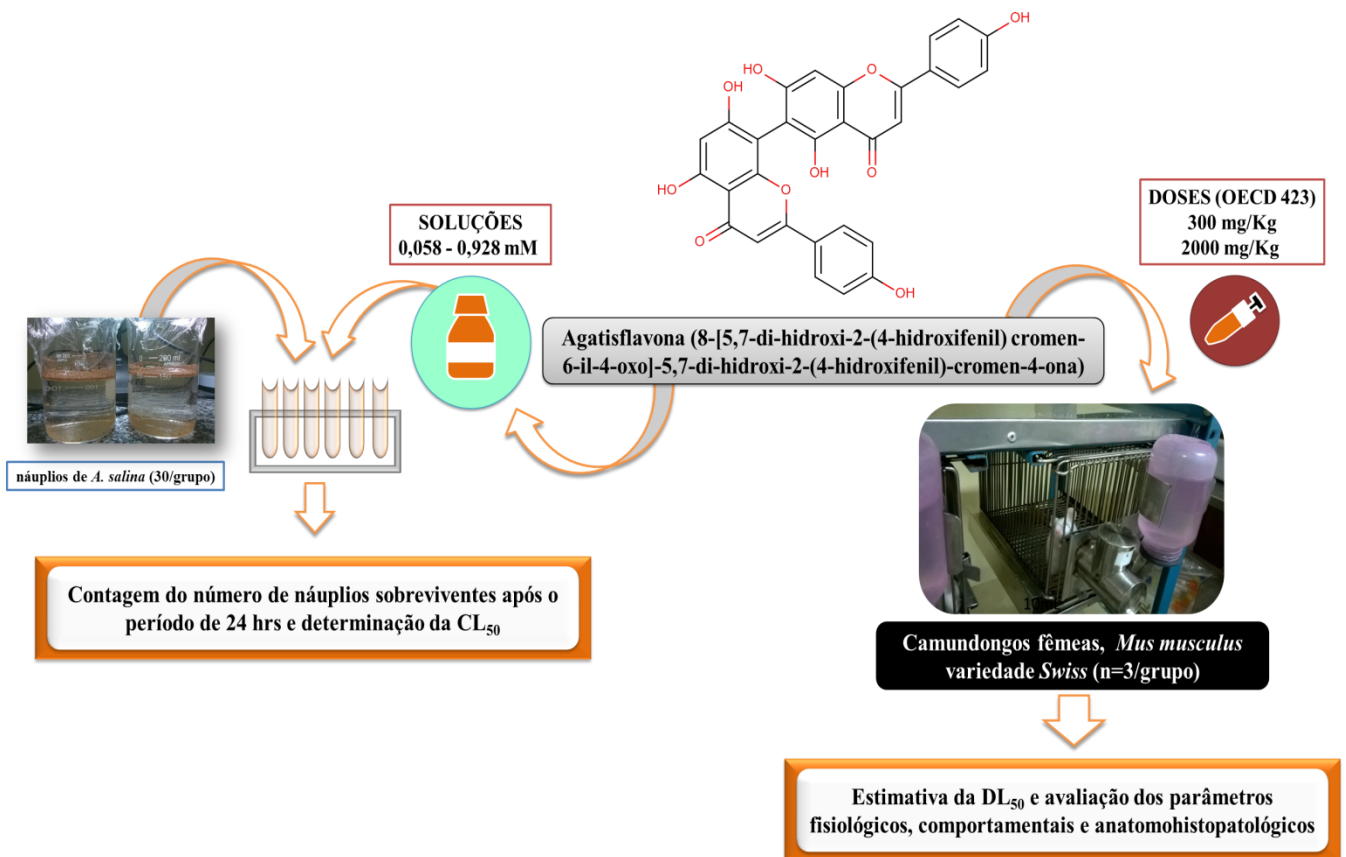 OH
O
HO
OH
OH
OH
O
HO
O
O
OH
SOLUÇÕES
0,058 - 0,928 mM
DOSES (OECD 423)
300 mg/Kg
2000 mg/Kg
Agatisflavona (8-[5,7-di-hidroxi-2-(4-hidroxifenil) cromen-
6-il-4-oxo]-5,7-di-hidroxi-2-(4-hidroxifenil)-cromen-4-ona)
náuplios de A. salina (30/grupo)
Contagem do número de náuplios sobreviventes após o
período de 24 hrs e determinação da CL50
Camundongos fêmeas, Mus musculus
variedade Swiss (n=3/grupo)
Estimativa da DL50 e avaliação dos parâmetros
fisiológicos, comportamentais e anatomohistopatológicos